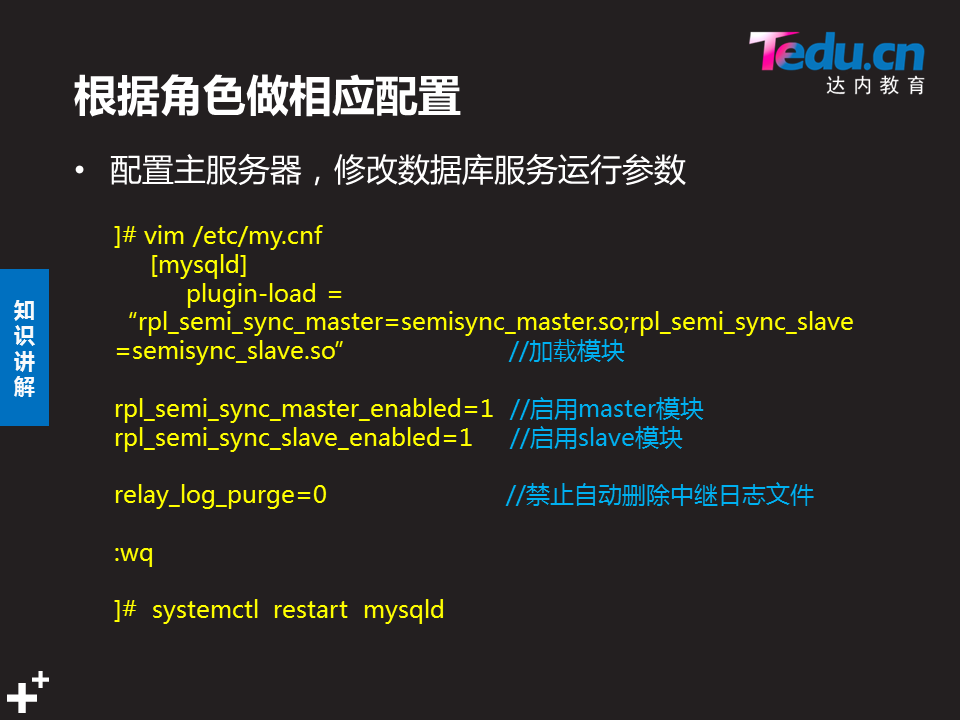 Tedu.cn
达内教育
根据角色做相应配置
• 配置主服务器，修改数据库服务运行参数
]# vim /etc/my.cnf
[mysqld]
plugin-load =
“rpl_semi_sync_master=semisync_master.so;rpl_semi_sync_slave
=semisync_slave.so” //加载模块
rpl_semi_sync_master_enabled=1 //启用master模块
rpl_semi_sync_slave_enabled=1 //启用slave模块
relay_log_purge=0 //禁止自动删除中继日志文件
:wq
]# systemctl restart mysqld
知
识
讲
解